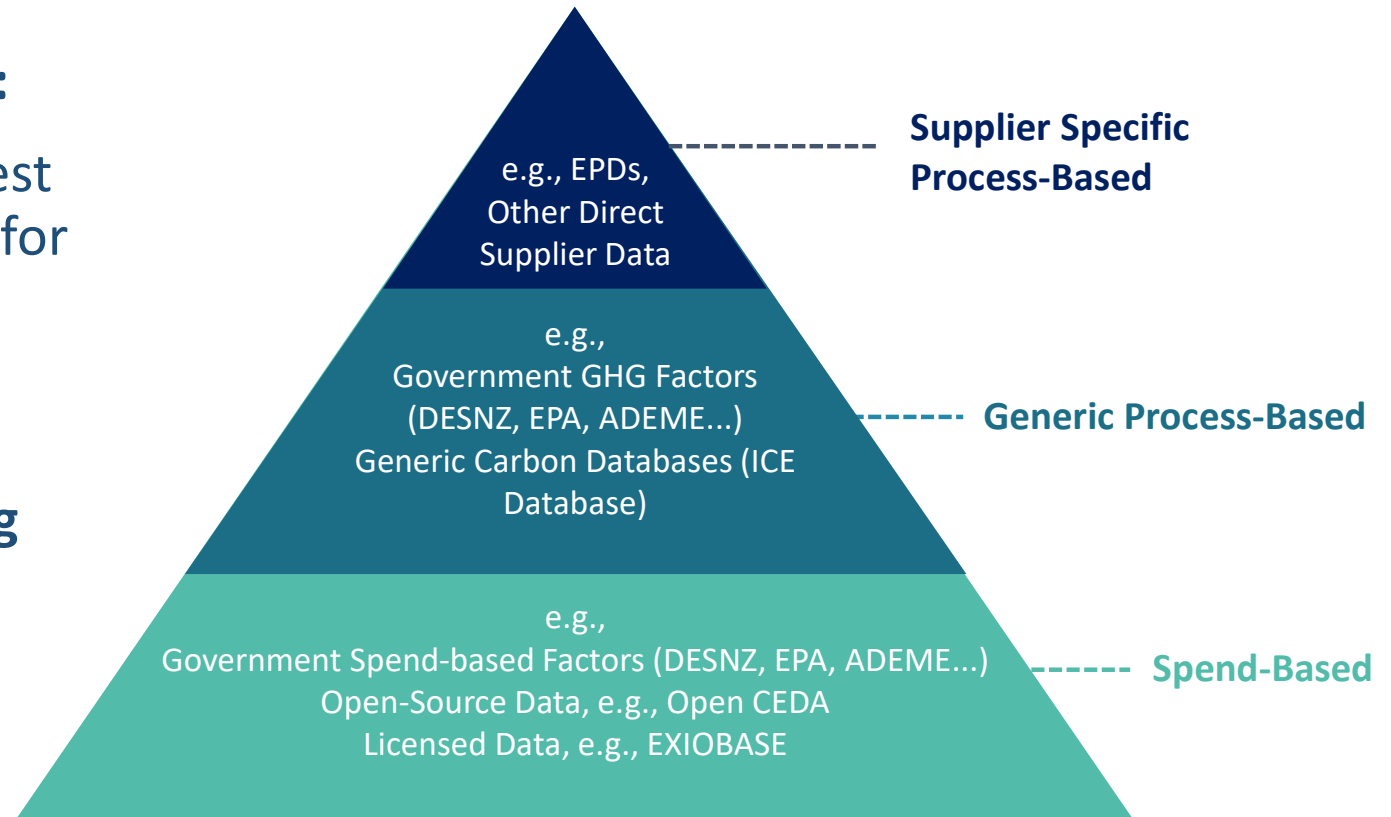 :
est
for
g
e.g., EPDs,
Other Direct
Supplier Data
Supplier Specific
Process-Based
e.g.,
Government GHG Factors
(DESNZ, EPA, ADEME...)
Generic Carbon Databases (ICE
Database)
Generic Process-Based
e.g.,
Government Spend-based Factors (DESNZ, EPA, ADEME...)
Open-Source Data, e.g., Open CEDA
Licensed Data, e.g., EXIOBASE
Spend-Based